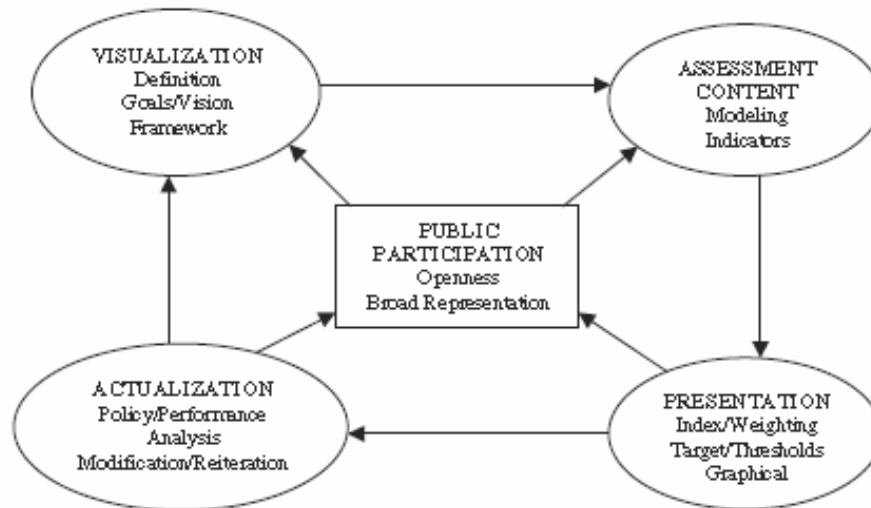 VISUALIZATION
Definition
Goals/Vision
Framework
ASSESSMENT
CONTENT
Modeling
Indicators
PUBLIC
PARTICIPATION
Openness
Broad Representation
ACTUALIZATION
Policy/Performance
Analysis
Modification/Reiteration
PRESENTATION
Index/Weighting
Target/Thresholds
Graphical